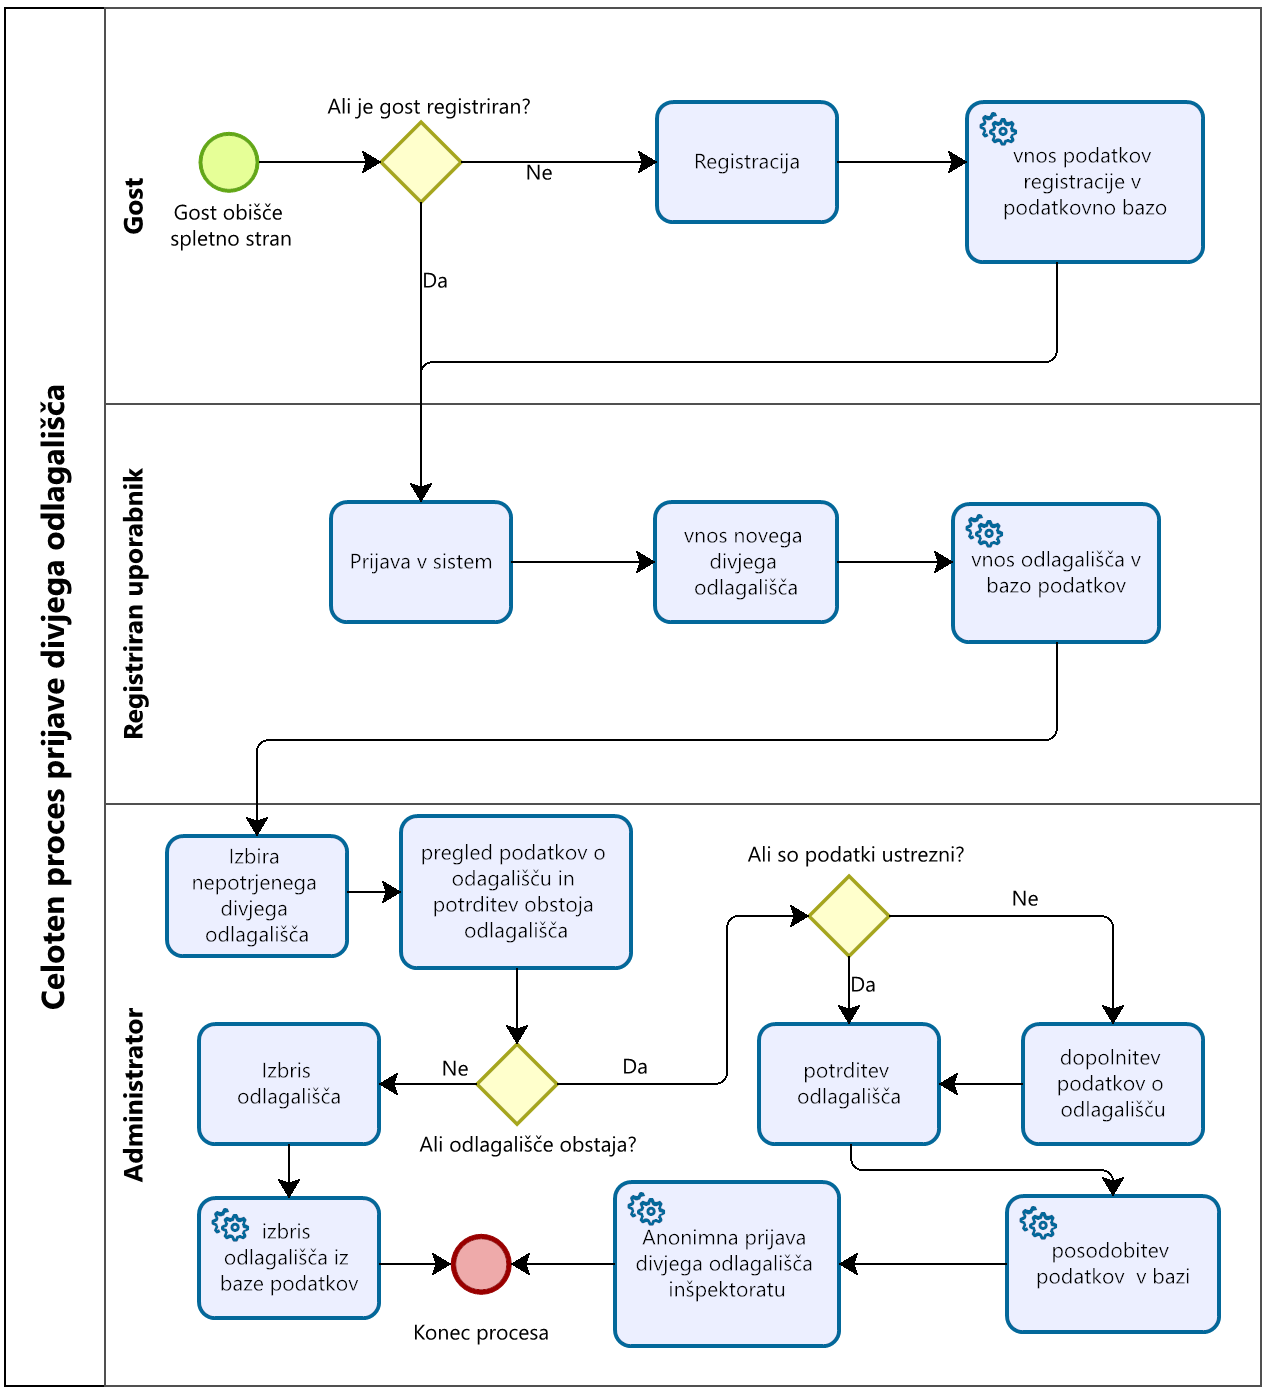 Celoten proces prijave divjega odlagališča
Gost
Ali je gost registriran?
Gost obišče
spletno stran
Ne
Da
Registracija
vnos podatkov
registracije v
podatkovno bazo
Registriran uporabnik
Prijava v sistem
vnos novega
divjega
odlagališča
vnos odlagališča v
bazo podatkov
Administrator
Izbira
nepotrjenega
divjega
odlagališča
pregled podatkov o
odagališču in
potrditev obstoja
odlagališča
Ali so podatki ustrezni?
Ne
Da
Izbris
odlagališča
Ne
Da
Ali odlagališče obstaja?
potrditev
odlagališča
dopolnitev
podatkov o
odlagališču
izbris
odlagališča iz
baze podatkov
Konec procesa
Anonimna prijava
divjega odlagališča
inšpektoratu
posodobitev
podatkov v bazi